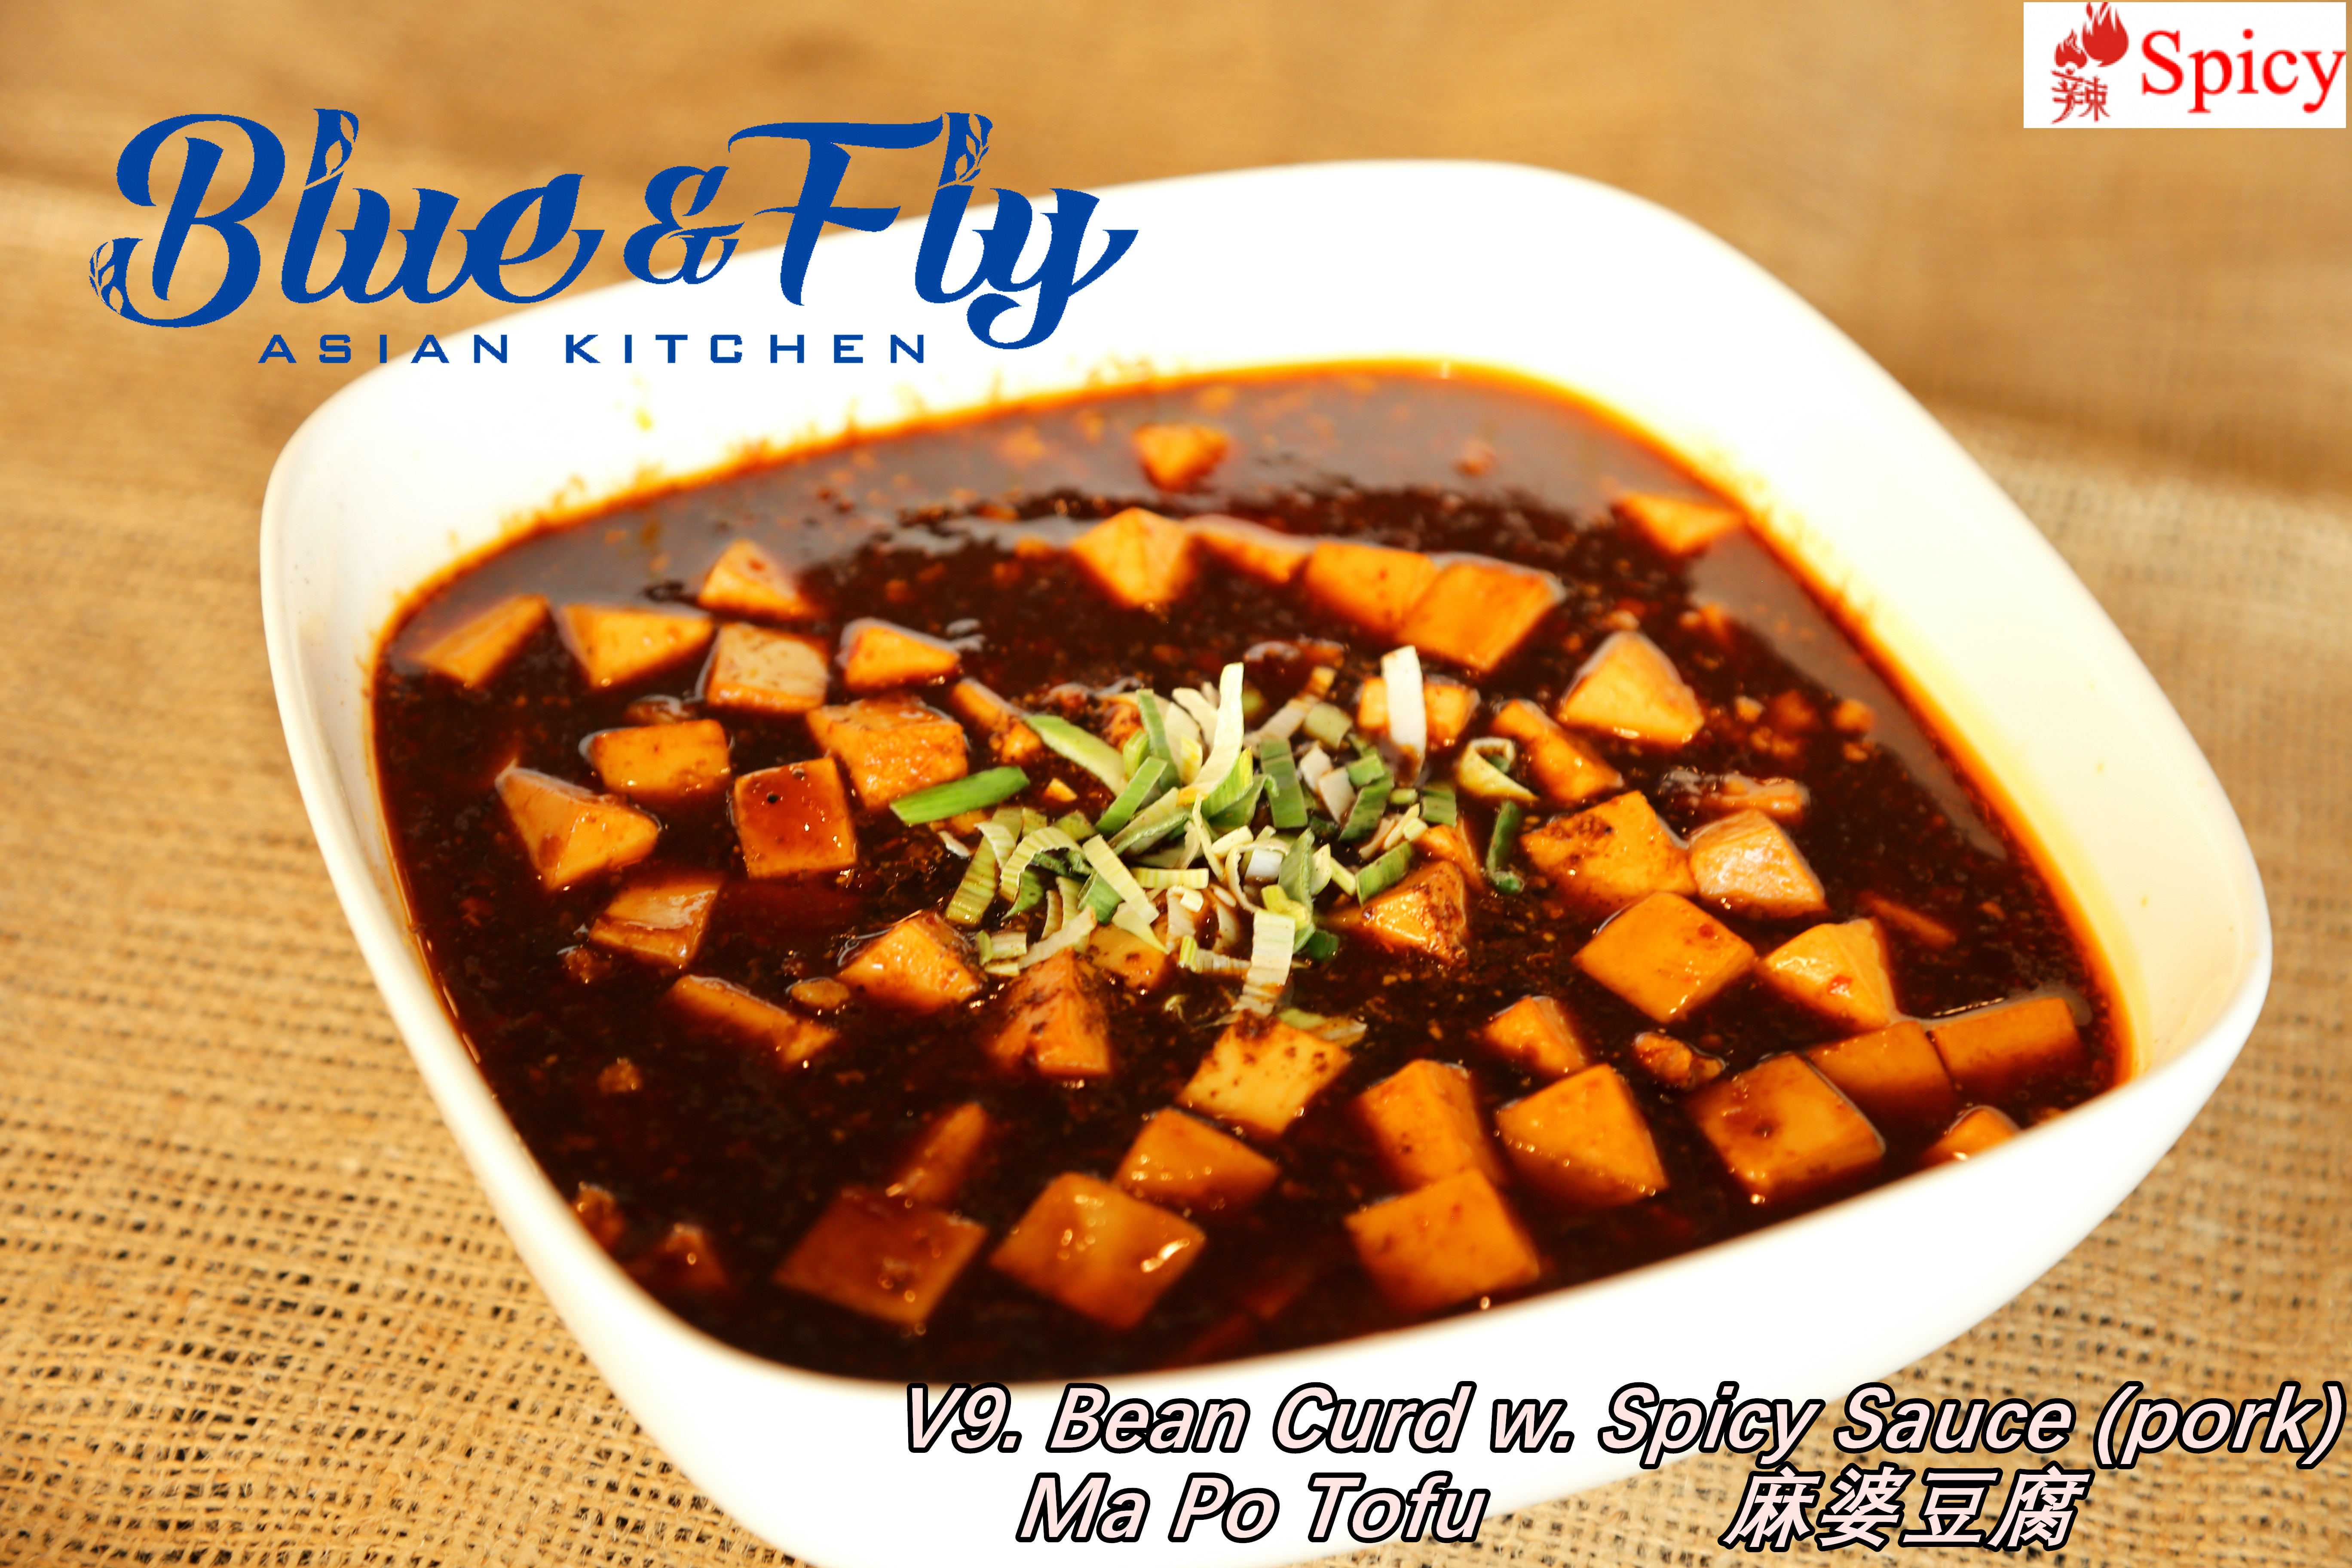 辣 Spicy
Blue & Fly
ASIAN KITCHEN
V9. Bean Curd w. Spicy Sauce (pork)
Ma Po Tofu 麻婆豆腐